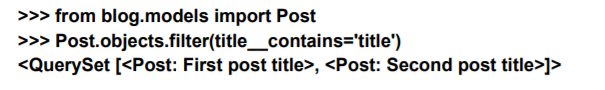 >>> from blog.models import Post
>>> Post.objects.filter(title__contains='title')
<QuerySet [<Post: First post title>, <Post: Second post title>]>